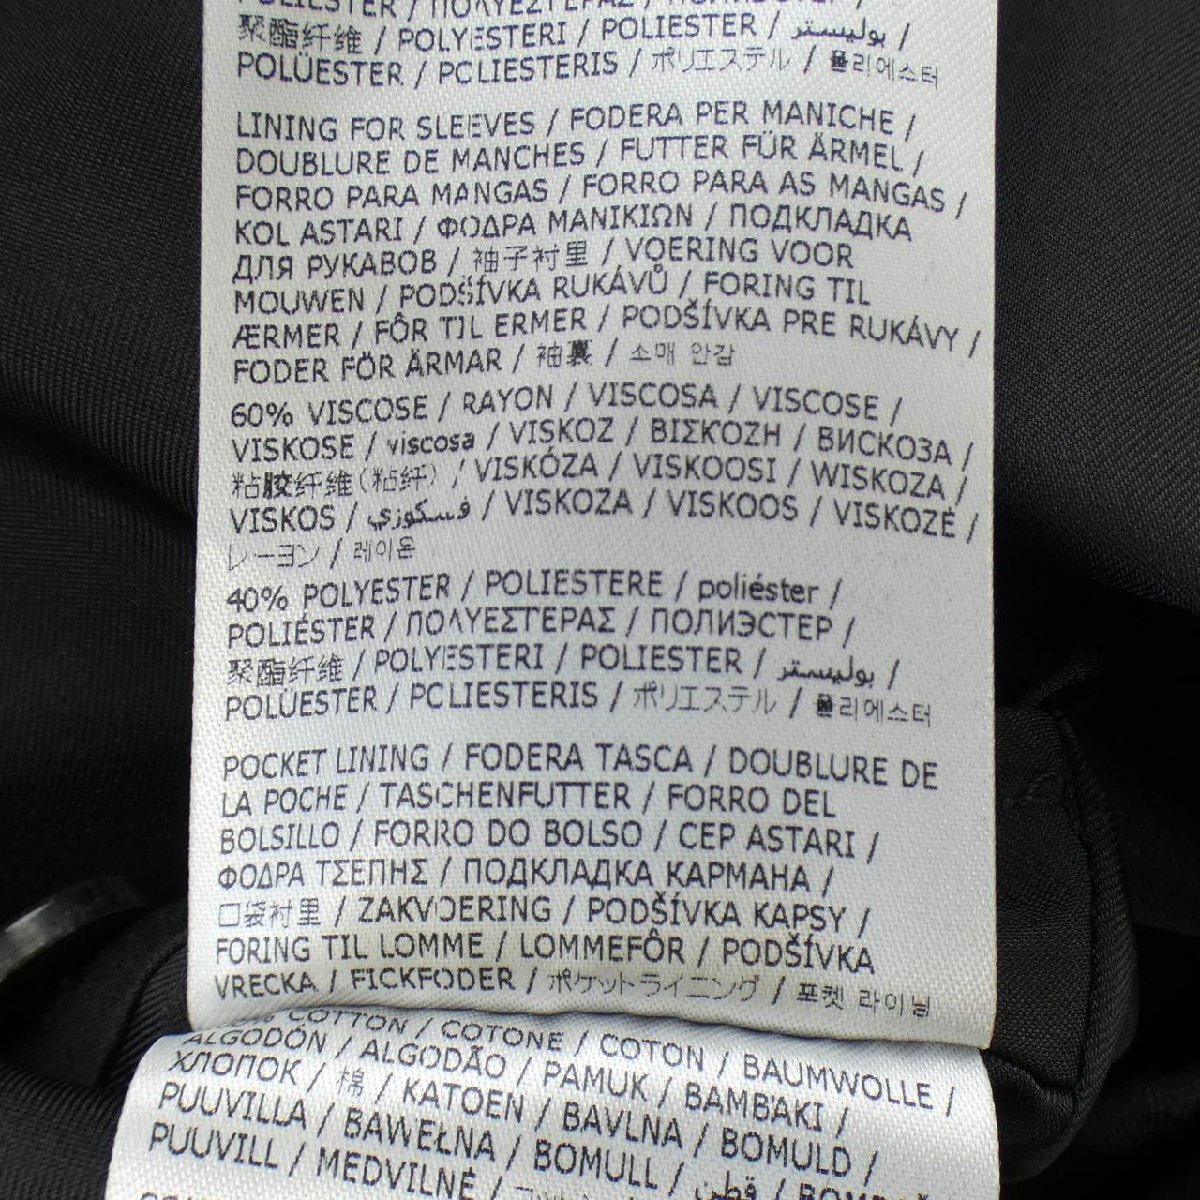 POLIESTER / ΠΟΛΥΕΣΤΕΡΑΣ /
聚酯纤维 / POLYESTERI / POLIESTER / بوليستر /
POLÜESTER / POLIESTERIS / ポリエステル / 폴리에스터
LINING FOR SLEEVES / FODERA PER MANICHE /
DOUBLURE DE MANCHES / FUTTER FÜR ÄRMEL /
FORRO PARA MANGAS / FORRO PARA AS MANGAS /
KOL ASTARI / ΦΟΔΡΑ ΜΑΝΙΚΙΩΝ / ПОДКЛАДКА
ДЛЯ РУКАВОВ / 袖子衬里 / VOERING VOOR
MOUWEN / PODŠÍVKA RUKÁVŮ / FORING TIL
ÆRMER / FÔR TIL ERMER / PODŠÍVKA PRE RUKÁVY /
FODER FÖR ÄRMAR / 袖裏 / 소매 안감
60% VISCOSE / RAYON / VISCOSA / VISCOSE /
VISKOSE / viscosa / VISKOZ / ΒΙΣΚΟΖΗ / ВИСКОЗА /
粘胶纤维(粘纤) / VISKÓZA / VISKOOSI / WISKOZA /
VISKOS / فسكوزي / VISKOZA / VISKOOS / VISKOZĖ /
レーヨン / 레이온
40% POLYESTER / POLIESTERE / poliéster /
POLIÉSTER / ΠΟΛΥΕΣΤΕΡΑΣ / ПОЛИЭСТЕР /
聚酯纤维 / POLYESTERI / POLIESTER / بوليستر /
POLÜESTER / POLIESTERIS / ポリエステル / 폴리에스터
POCKET LINING / FODERA TASCA / DOUBLURE DE
LA POCHE / TASCHENFUTTER / FORRO DEL
BOLSILLO / FORRO DO BOLSO / CEP ASTARI /
ΦΟΔΡΑ ΤΣΕΠΗΣ / ПОДКЛАДКА КАРМАНА /
口袋衬里 / ZAKVOERING / PODŠÍVKA KAPSY /
FORING TIL LOMME / LOMMEFÔR / PODŠÍVKA
VRECKA / FICKFODER / ポケットライニング / 포켓 라이닝
% COTTON / COTONE / COTON / BAUMWOLLE /
ALGODÓN / ALGODÃO / PAMUK / ΒΑΜΒΑΚΙ /
ХЛОПОК / 棉 / KATOEN / BAVLNA / BOMULD /
PUUVILLA / BAWEŁNA / BOMULL / قطن /
PUUVILL / MEDVILNĖ /